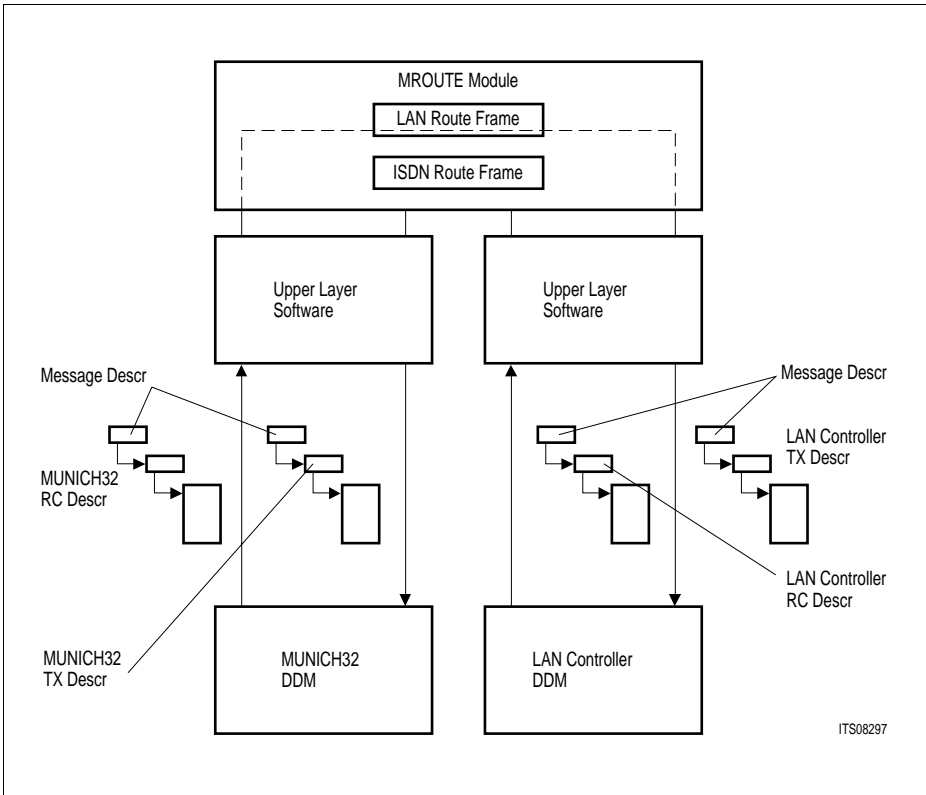 MROUTE Module
LAN Route Frame
ISDN Route Frame
Upper Layer
Software
Upper Layer
Software
Message Descr
Message Descr
MUNICH32
RC Descr
LAN Controller
TX Descr
LAN Controller
RC Descr
MUNICH32
TX Descr
MUNICH32
DDM
LAN Controller
DDM
ITS08297